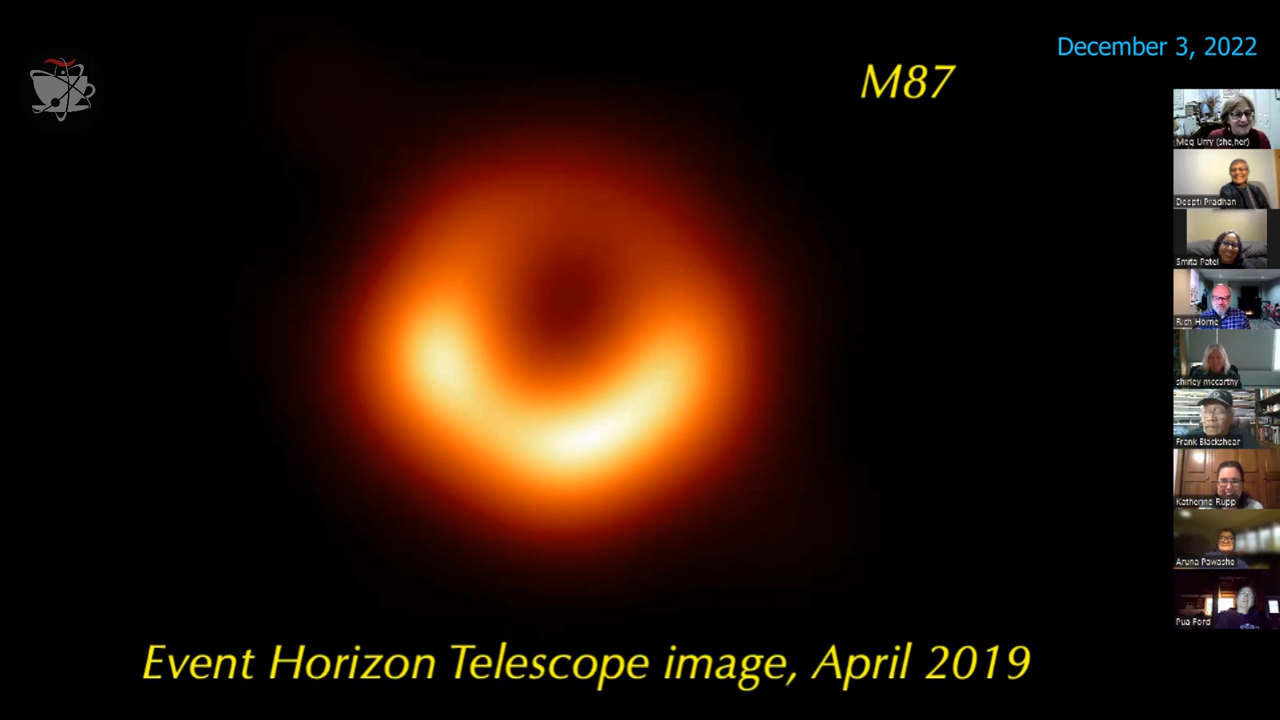 December 3, 2022
M87
Meg Urry (she,her)
Deepti Pradhan
Smita Patel
Rich Horne
shirley mccarthy
Frank Blackshear
Katherine Rupp
Aruna Pawashe
Pua Ford
Event Horizon Telescope image, April 2019